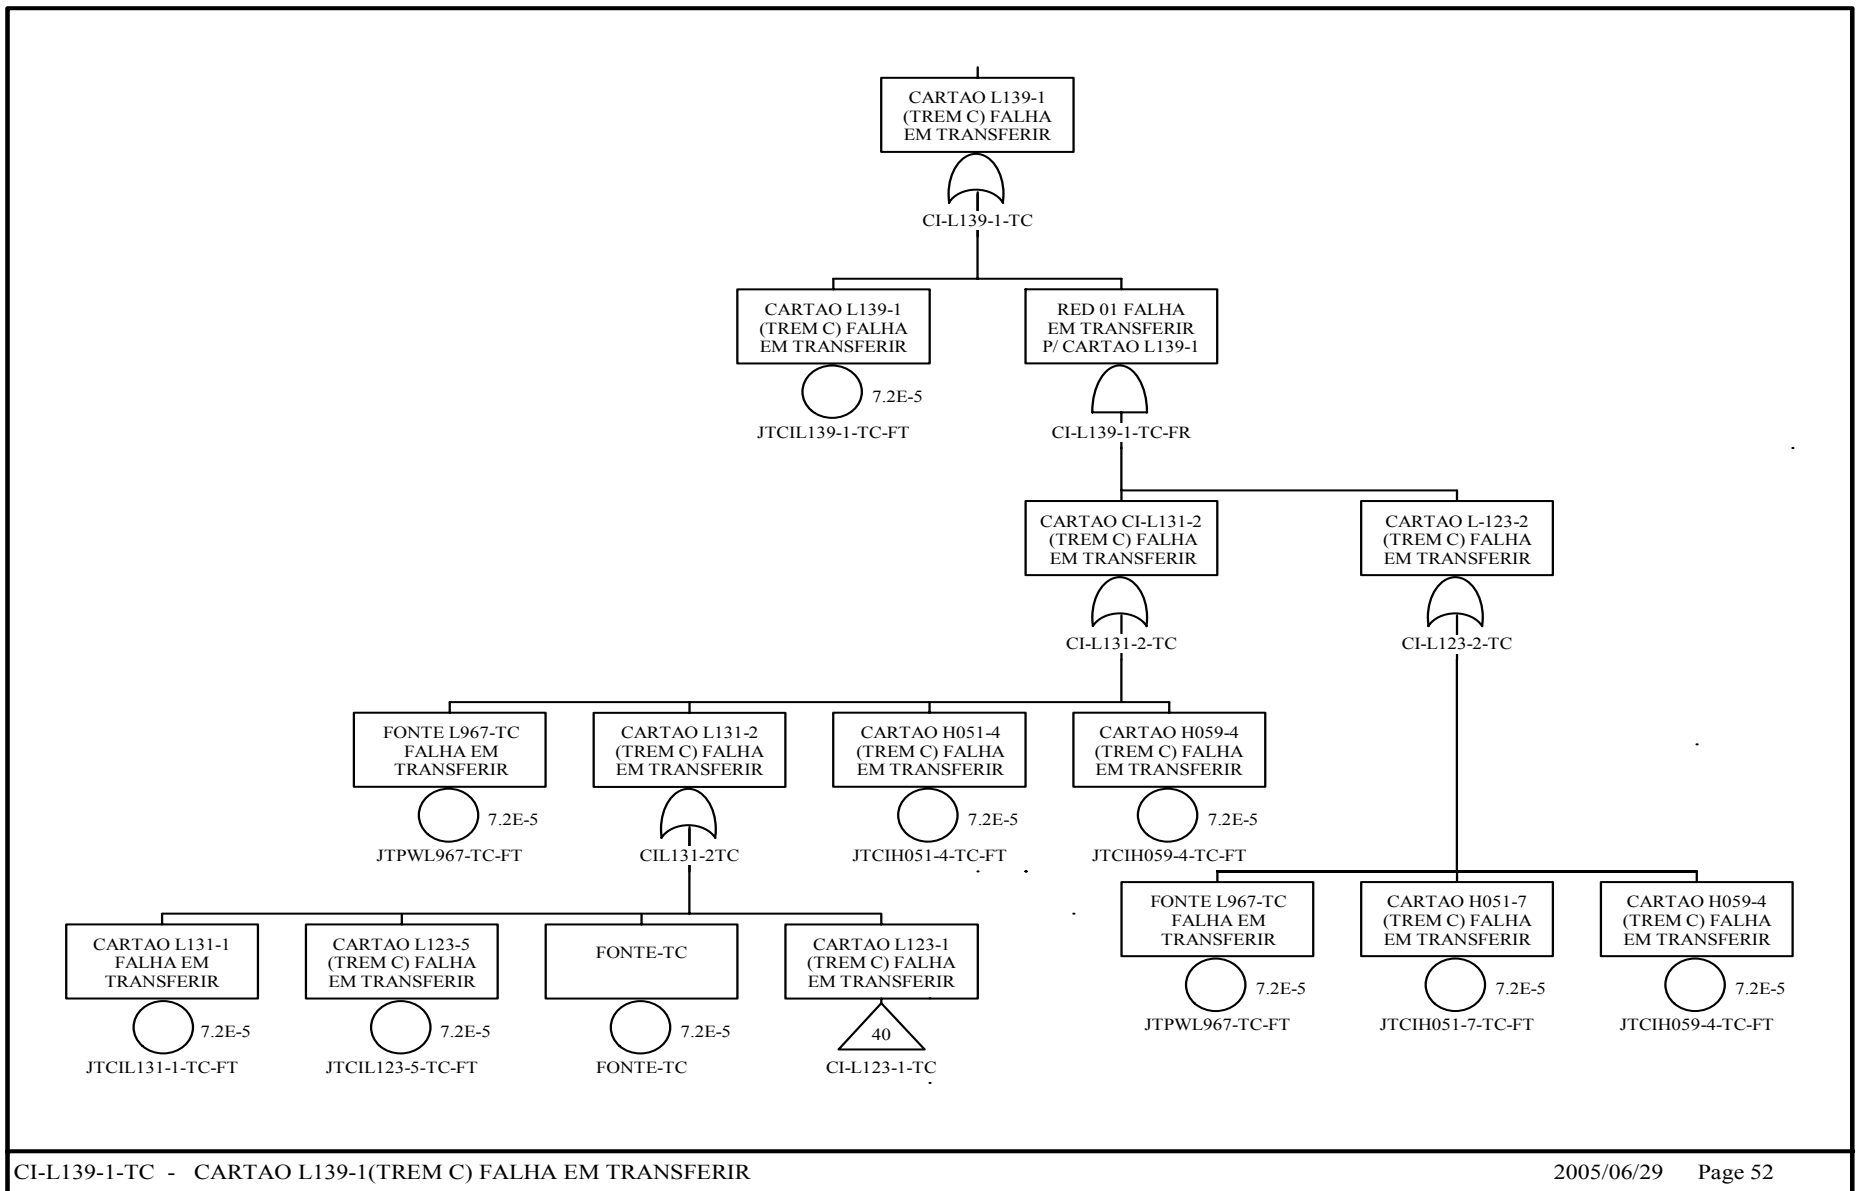 CARTAO L139-1
(TREM C) FALHA
EM TRANSFERIR
CI-L139-1-TC
CARTAO L139-1
(TREM C) FALHA
EM TRANSFERIR
7.2E-5
JTCIL139-1-TC-FT
RED 01 FALHA
EM TRANSFERIR
P/ CARTAO L139-1
CI-L139-1-TC-FR
CARTAO CI-L131-2
(TREM C) FALHA
EM TRANSFERIR
CI-L131-2-TC
CARTAO L-123-2
(TREM C) FALHA
EM TRANSFERIR
CI-L123-2-TC
FONTE L967-TC
FALHA EM
TRANSFERIR
7.2E-5
JTPWL967-TC-FT
CARTAO L131-2
(TREM C) FALHA
EM TRANSFERIR
CIL131-2TC
CARTAO H051-4
(TREM C) FALHA
EM TRANSFERIR
7.2E-5
JTCIH051-4-TC-FT
CARTAO H059-4
(TREM C) FALHA
EM TRANSFERIR
7.2E-5
JTCIH059-4-TC-FT
FONTE L967-TC
FALHA EM
TRANSFERIR
7.2E-5
JTPWL967-TC-FT
CARTAO H051-7
(TREM C) FALHA
EM TRANSFERIR
7.2E-5
JTCIH051-7-TC-FT
CARTAO H059-4
(TREM C) FALHA
EM TRANSFERIR
7.2E-5
JTCIH059-4-TC-FT
CARTAO L131-1
FALHA EM
TRANSFERIR
7.2E-5
JTCIL131-1-TC-FT
CARTAO L123-5
(TREM C) FALHA
EM TRANSFERIR
7.2E-5
JTCIL123-5-TC-FT
FONTE-TC
7.2E-5
FONTE-TC
CARTAO L123-1
(TREM C) FALHA
EM TRANSFERIR
40
CI-L123-1-TC
CI-L139-1-TC - CARTAO L139-1(TREM C) FALHA EM TRANSFERIR
2005/06/29 Page 52